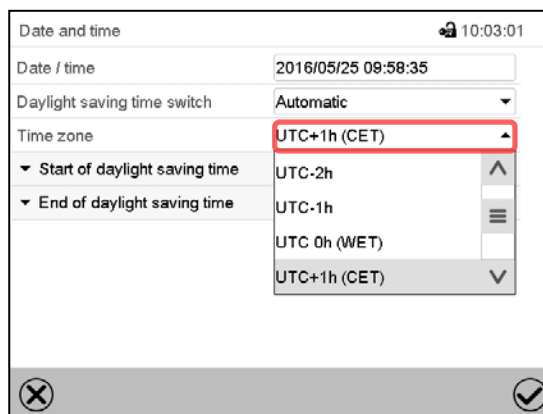 Date and time 10:03:01
Date / time 2016/05/25 09:58:35
Daylight saving time switch Automatic
Time zone UTC+1h (CET)
Start of daylight saving time UTC-2h
UTC-1h
End of daylight saving time
UTC 0h (WET)
UTC+1h (CET)